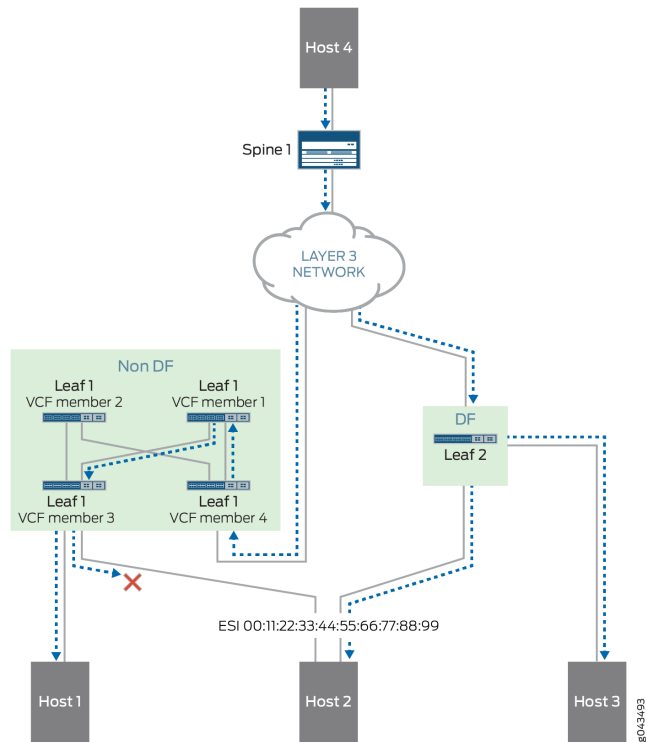 Host 4
Spine 1
LAYER 3
NETWORK
Non DF
Leaf 1
VCF member 2
Leaf 1
VCF member 1
DF
Leaf 2
Leaf 1
VCF member 3
Leaf 1
VCF member 4
ESI 00:11:22:33:44:55:66:77:88:99
Host 1
Host 2
Host 3
g043493